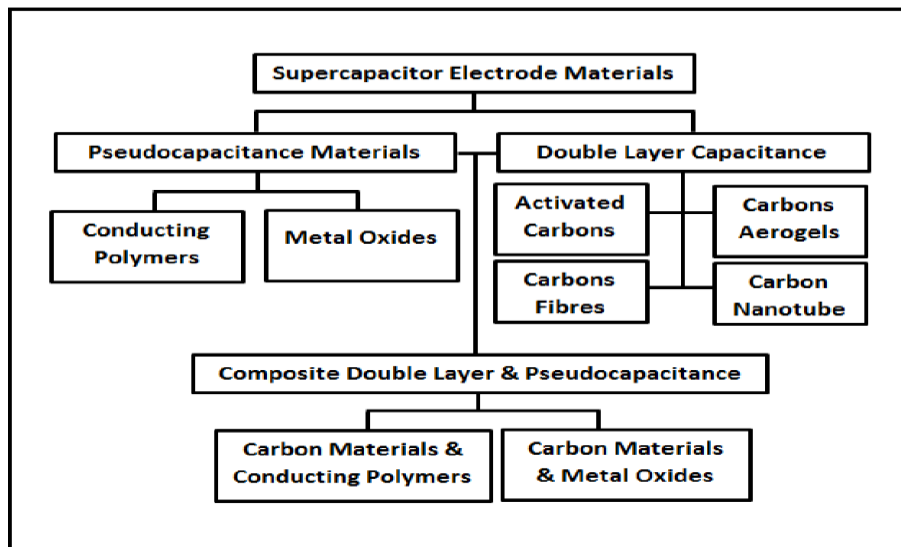 Supercapacitor Electrode Materials
Pseudocapacitance Materials
Double Layer Capacitance
Conducting
Polymers
Metal Oxides
Activated
Carbons
Carbons
Aerogels
Carbons
Fibres
Carbon
Nanotube
Composite Double Layer & Pseudocapacitance
Carbon Materials &
Conducting Polymers
Carbon Materials
& Metal Oxides